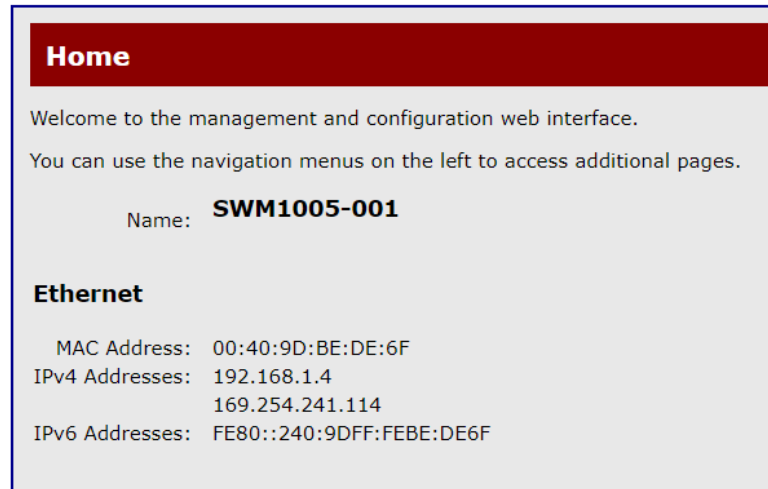 Home
Welcome to the management and configuration web interface.
You can use the navigation menus on the left to access additional pages.
Name: SWM1005-001
Ethernet
MAC Address: 00:40:9D:BE:DE:6F
IPv4 Addresses: 192.168.1.4
169.254.241.114
IPv6 Addresses: FE80::240:9DFF:FEBE:DE6F